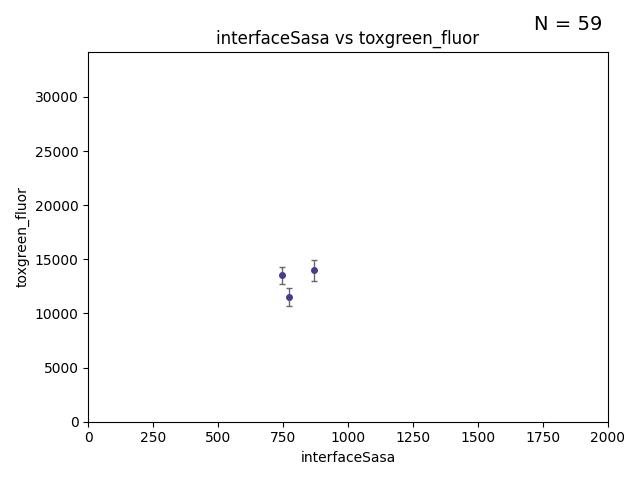 N = 59
interfaceSasa vs toxgreen_fluor
30000
25000
20000
15000
10000
5000
0
toxgreen_fluor
0 250 500 750 1000 1250 1500 1750 2000
interfaceSasa